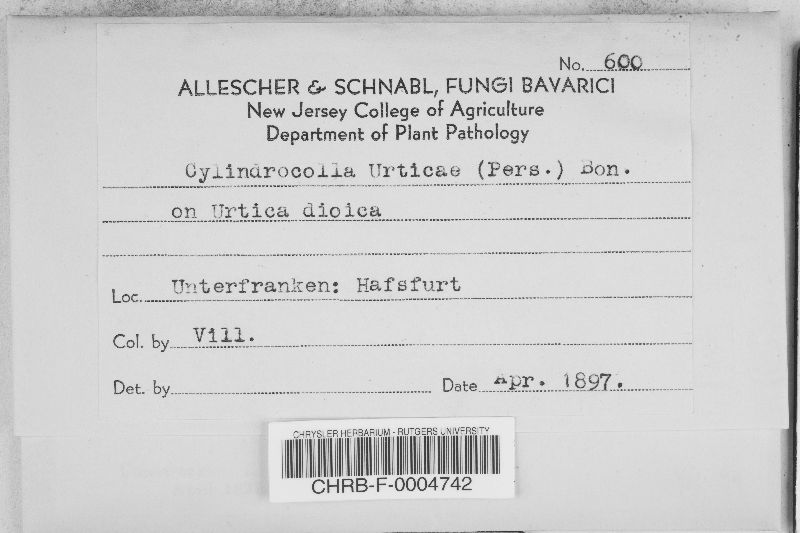 No. 600
ALLESCHER & SCHNABL, FUNGI BAVARICI
New Jersey College of Agriculture
Department of Plant Pathology
Cylindrocolla Urticae (Pers.) Bon.
on Urtica dioica
Loc. Unterfranken: Hafsfurt
Col. by Vill.
Det. by
Date Apr. 1897.
CHRYSLER HERBARIUM - RUTGERS UNIVERSITY
CHRB-F-0004742